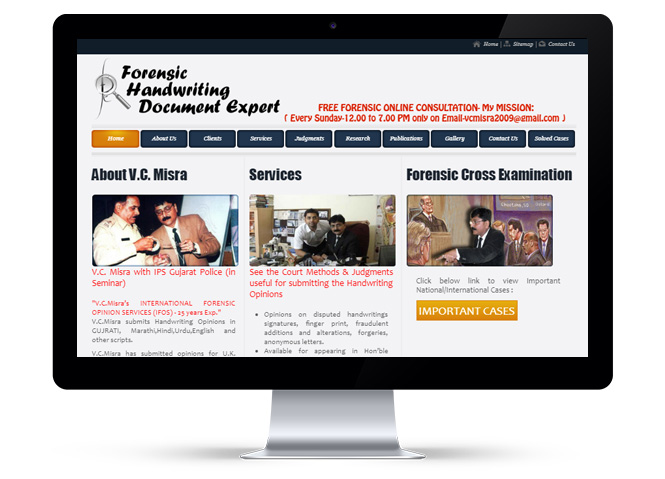 Home | Sitemap | Contact Us
Forensic
Handwriting
Document Expert
FREE FORENSIC ONLINE CONSULTATION- My MISSION:
( Every Sunday-12.00 to 7.00 PM only on Email-vcmisra2009@gmail.com )
Home About Us Clients Services Judgments Research Publications Gallery Contact Us Solved Cases
About V.C. Misra
V.C. Misra with IPS Gujarat Police (in
Seminar)
"V.C.Misra's INTERNATIONAL FORENSIC
OPINION SERVICES (IFOS) - 25 years Exp."
V.C.Misra submits Handwriting Opinions in
GUJRATI, Marathi,Hindi,Urdu,English and
other scripts.
V.C.Misra has submitted opinions for U.K.
Services
See the Court Methods & Judgments
useful for submitting the Handwriting
Opinions
Opinions on disputed handwritings
signatures, finger print, fraudulent
additions and alterations, forgeries,
anonymous letters.
Available for appearing in Hon'ble
Forensic Cross Examination
Click below link to view Important
National/International Cases :
IMPORTANT CASES